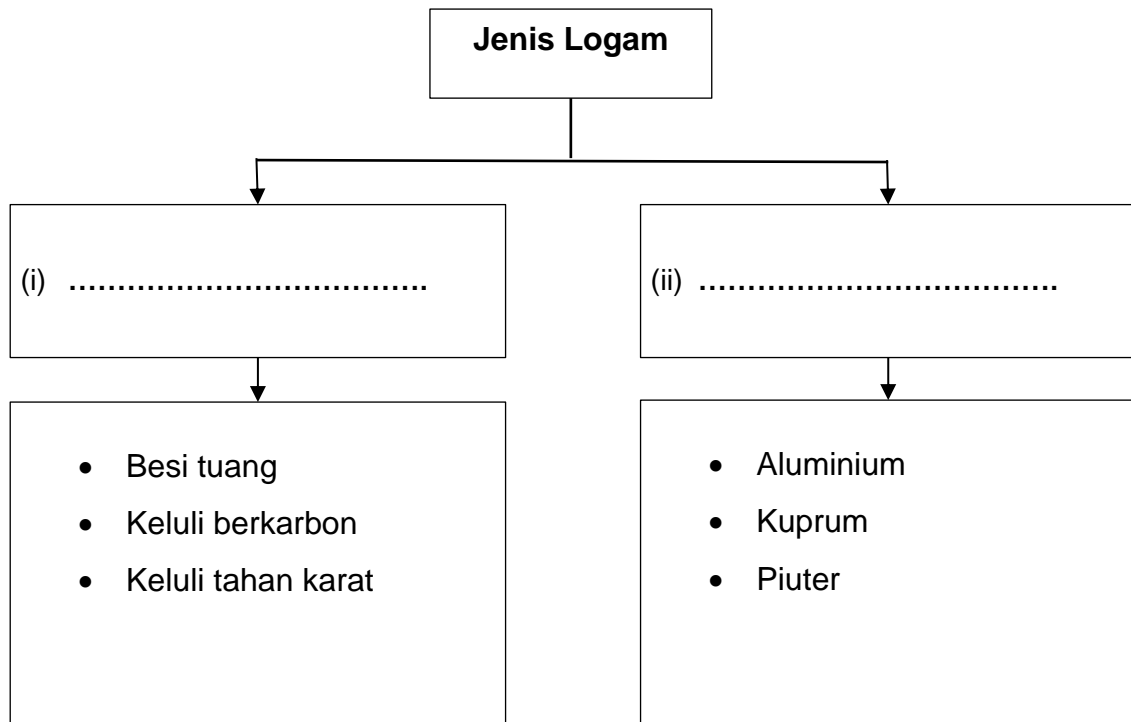 Jenis Logam
(i) ……………………………….
(ii) ……………………………….
• Besi tuang
• Keluli berkarbon
• Keluli tahan karat
• Aluminium
• Kuprum
• Piuter